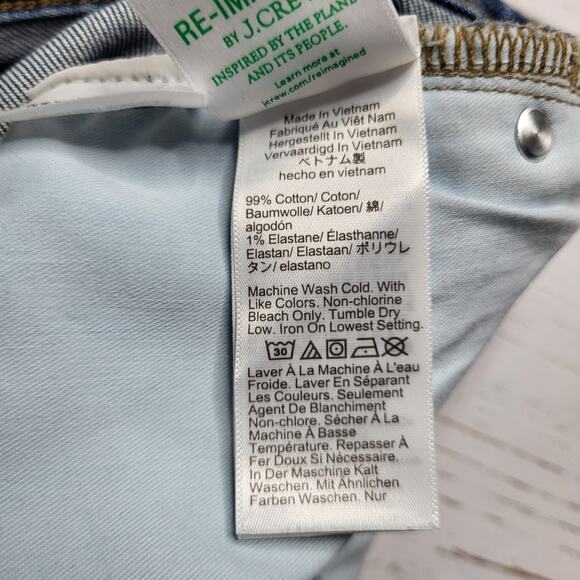 RE-IM
BY J.CREW
INSPIRED BY THE PLANE
AND ITS PEOPLE.
Learn more at
jcrew.com/reimagined
Made In Vietnam
Fabriqué Au Viêt Nam
Hergestellt In Vietnam
Vervaardigd In Vietnam
ベトナム製
hecho en vietnam
99% Cotton/ Coton/
Baumwolle/ Katoen/ 綿/
algodón
1% Elastane/ Élasthanne/
Elastan/ Elastaan/ ポリウレ
タン/ elastano
Machine Wash Cold. With
Like Colors. Non-chlorine
Bleach Only. Tumble Dry
Low. Iron On Lowest Setting.
30
Laver À La Machine À L'eau
Froide. Laver En Séparant
Les Couleurs. Seulement
Agent De Blanchiment
Non-chlore. Sécher À La
Machine À Basse
Température. Repasser À
Fer Doux Si Nécessaire.
In Der Maschine Kalt
Waschen. Mit Ähnlichen
Farben Waschen. Nur